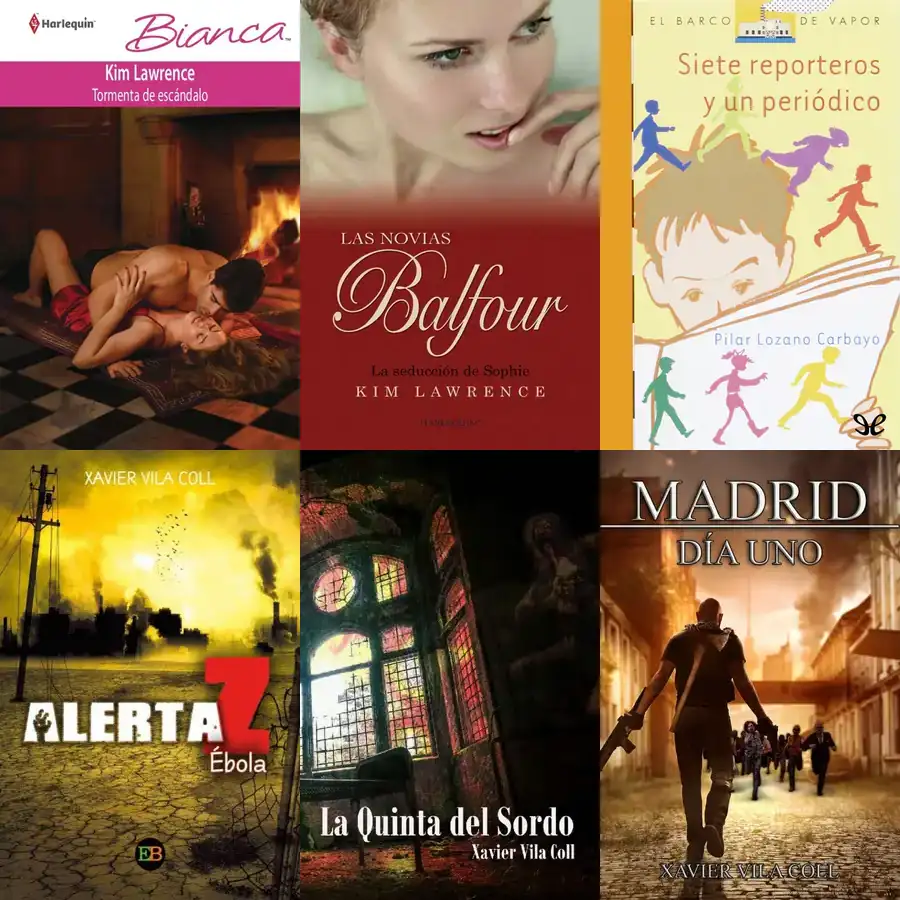 Harlequin
Bianca™
Kim Lawrence
Tormenta de escándalo
LAS NOVIAS
Balfour
La seducción de Sophie
KIM LAWRENCE
EL BARCO DE VAPOR
Siete reporteros
y un periódico
Pilar Lozano Carbayo
XAVIER VILA COLL
ALERTA Z
Ébola
EB
La Quinta del Sordo
Xavier Vila Coll
MADRID
DÍA UNO
XAVIER VILA COLL